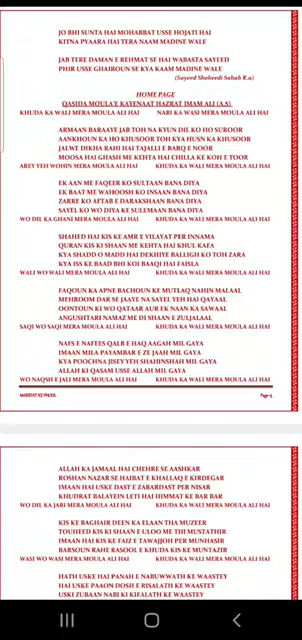 JO BHI SUNTA HAI MOHABBAT USSE HOJATI HAI
KITNA PYAARA HAI TERA NAAM MADINE WALE
JAB TERE DAMAN E REHMAT SE HAI WABASTA SAYEED
PHIR USSE GHAIROUN SE KYA KAAM MADINE WALE
(Sayeed Shaheedi Sahab R.a)
HOME PAGE
QASIDA MOULA'E KAYENAAT HAZRAT IMAM ALI (A.S)
KHUDA KA WALI MERA MOULA ALI HAI NABI KA WASI MERA MOULA ALI HAI
ARMAAN BARAAYE JAB TOH NA KYUN DIL KO HO SUROOR
AANKHOUN KA HO KHUSOOR TOH KYA HUSN KA KHUSOOR
JALWE DIKHA RAHI HAI TAJALLI E BARQ E NOOR
MOOSA HAI GHASH ME KEHTA HAI CHILLA KE KOH E TOOR
AREY YEH WOHIN MERA MOULA ALI HAI KHUDA KA WALI MERA MOULA ALI HAI
EK AAN ME FAQEER KO SULTAAN BANA DIYA
EK BAAT ME WAHOOSH KO INSAAN BANA DIYA
ZARRE KO AFTAB E DARAKSHAAN BANA DIYA
SAYEL KO WO DIYA KE SULEMAAN BANA DIYA
WO DIL KA GHANI MERA MOULA ALI HAI KHUDA KA WALI MERA MOULA ALI HAI
SHAHED HAI KIS KE AMR E VILAYAT PER INNAMA
QURAN KIS KI SHAAN ME KEHTA HAI KHUL KAFA
KYA SHADD O MADD HAI DEKHIYE BALLIGH KO TOH ZARA
KYA ISS KE BAAD BHI KOI BAAQI HAI FAISLA
WALI WO WALI MERA MOULA ALI HAI KHUDA KA WALI MERA MOULA ALI HAI
FAQOUN KA APNE BACHOUN KE MUTLAQ NAHIN MALAAL
MEHROOM DAR SE JAAYE NA SAYEL YEH HAI QAYAAL
OONTOUN KI WO QATAAR AUR EK NAAN KA SAWAAL
ANGUSHTARI NAMAZ ME DI SHAAN E ZULJALAAL
SAQI WO SAQI MERA MOULA ALI HAI KHUDA KA WALI MERA MOULA ALI HAI
NAFS E NAFEES QALB E HAQ AAGAH MIL GAYA
IMAAN MILA PAYAMBAR E ZE JAAH MIL GAYA
KYA POOCHNA JISEY YEH SHAHINSHAH MIL GAYA
ALLAH KI QASAM USSE ALLAH MIL GAYA
WO NAQSH E JALI MERA MOULA ALI HAI KHUDA KA WALI MERA MOULA ALI HAI
MAREFAT KE PHOOL Page 13
ALLAH KA JAMAAL HAI CHEHRE SE AASHKAR
ROSHAN NAZAR SE HAIBAT E KHALLAQ E KIRDEGAR
IMAAN HAI USKE DAST E ZABARDAST PER NISAR
KHUDRAT BALAYEIN LETI HAI HIMMAT KE BAR BAR
WO DIL KA JARI MERA MOULA ALI HAI KHUDA KA WALI MERA MOULA ALI HAI
KIS KE BAGHAIR DEEN KA ELAAN THA MUZEER
TOUHEED KIS KI SHAAN E ULOO ME THI MUSTATHIR
IMAAN HAI KIS KE FAIZ E TAWAJJOH PER MUNHASIR
BARSOUN RAHE RASOOL E KHUDA KIS KE MUNTAZIR
WASI WO WASI MERA MOULA ALI HAI KHUDA KA WALI MERA MOULA ALI HAI
HATH USKE HAI PANAH E NABUWWATH KE WAASTEY
HAI USKE PAAON DOSH E RISALATH KE WAASTEY
USKI ZUBAAN NABI KI KIFALATH KE WAASTEY